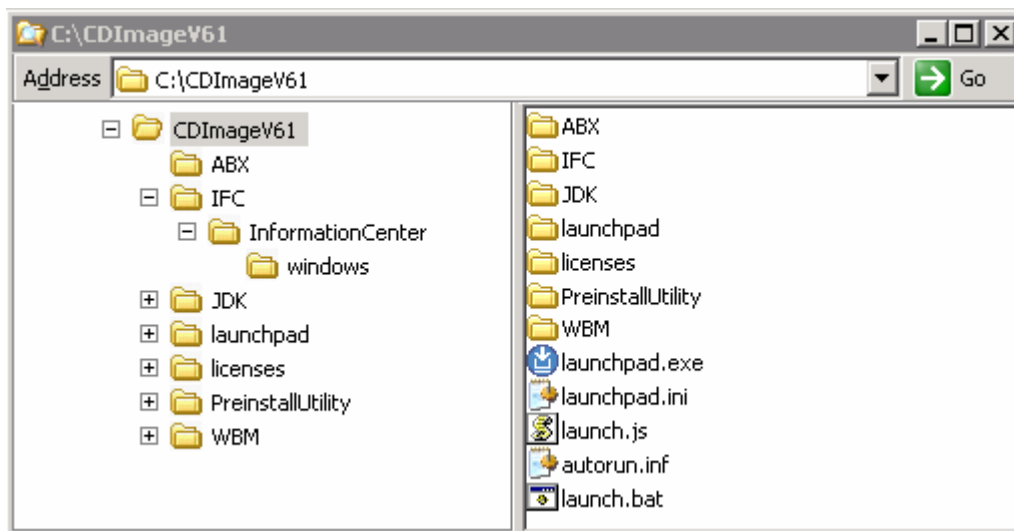 C:\CDImageV61
Address C:\CDImageV61 Go
CDImageV61
ABX
IFC
InformationCenter
windows
JDK
launchpad
licenses
PreinstallUtility
WBM
ABX
IFC
JDK
launchpad
licenses
PreinstallUtility
WBM
launchpad.exe
launchpad.ini
launch.js
autorun.inf
launch.bat